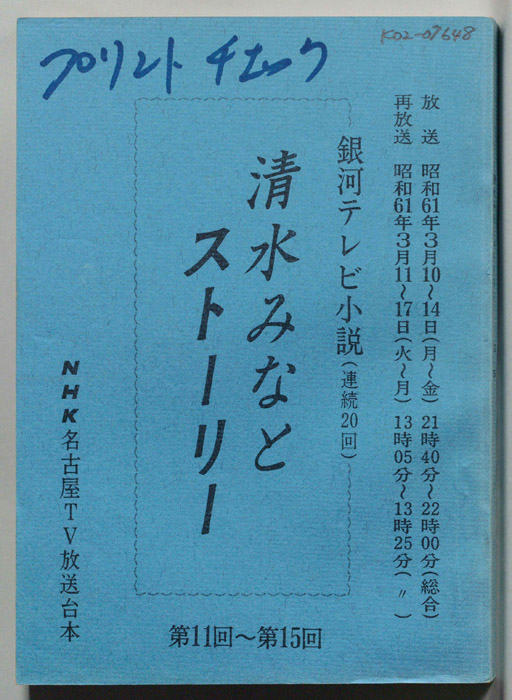 K02-07648
プリント チェック
放送 昭和61年3月10〜14日(月〜金) 21時40分〜22時00分(総合)
再放送 昭和61年3月11〜17日(火〜月) 13時05分〜13時25分(〃)
銀河テレビ小説(連続20回)
清水みなと
ストーリー
NHK名古屋TV放送台本
第11回〜第15回